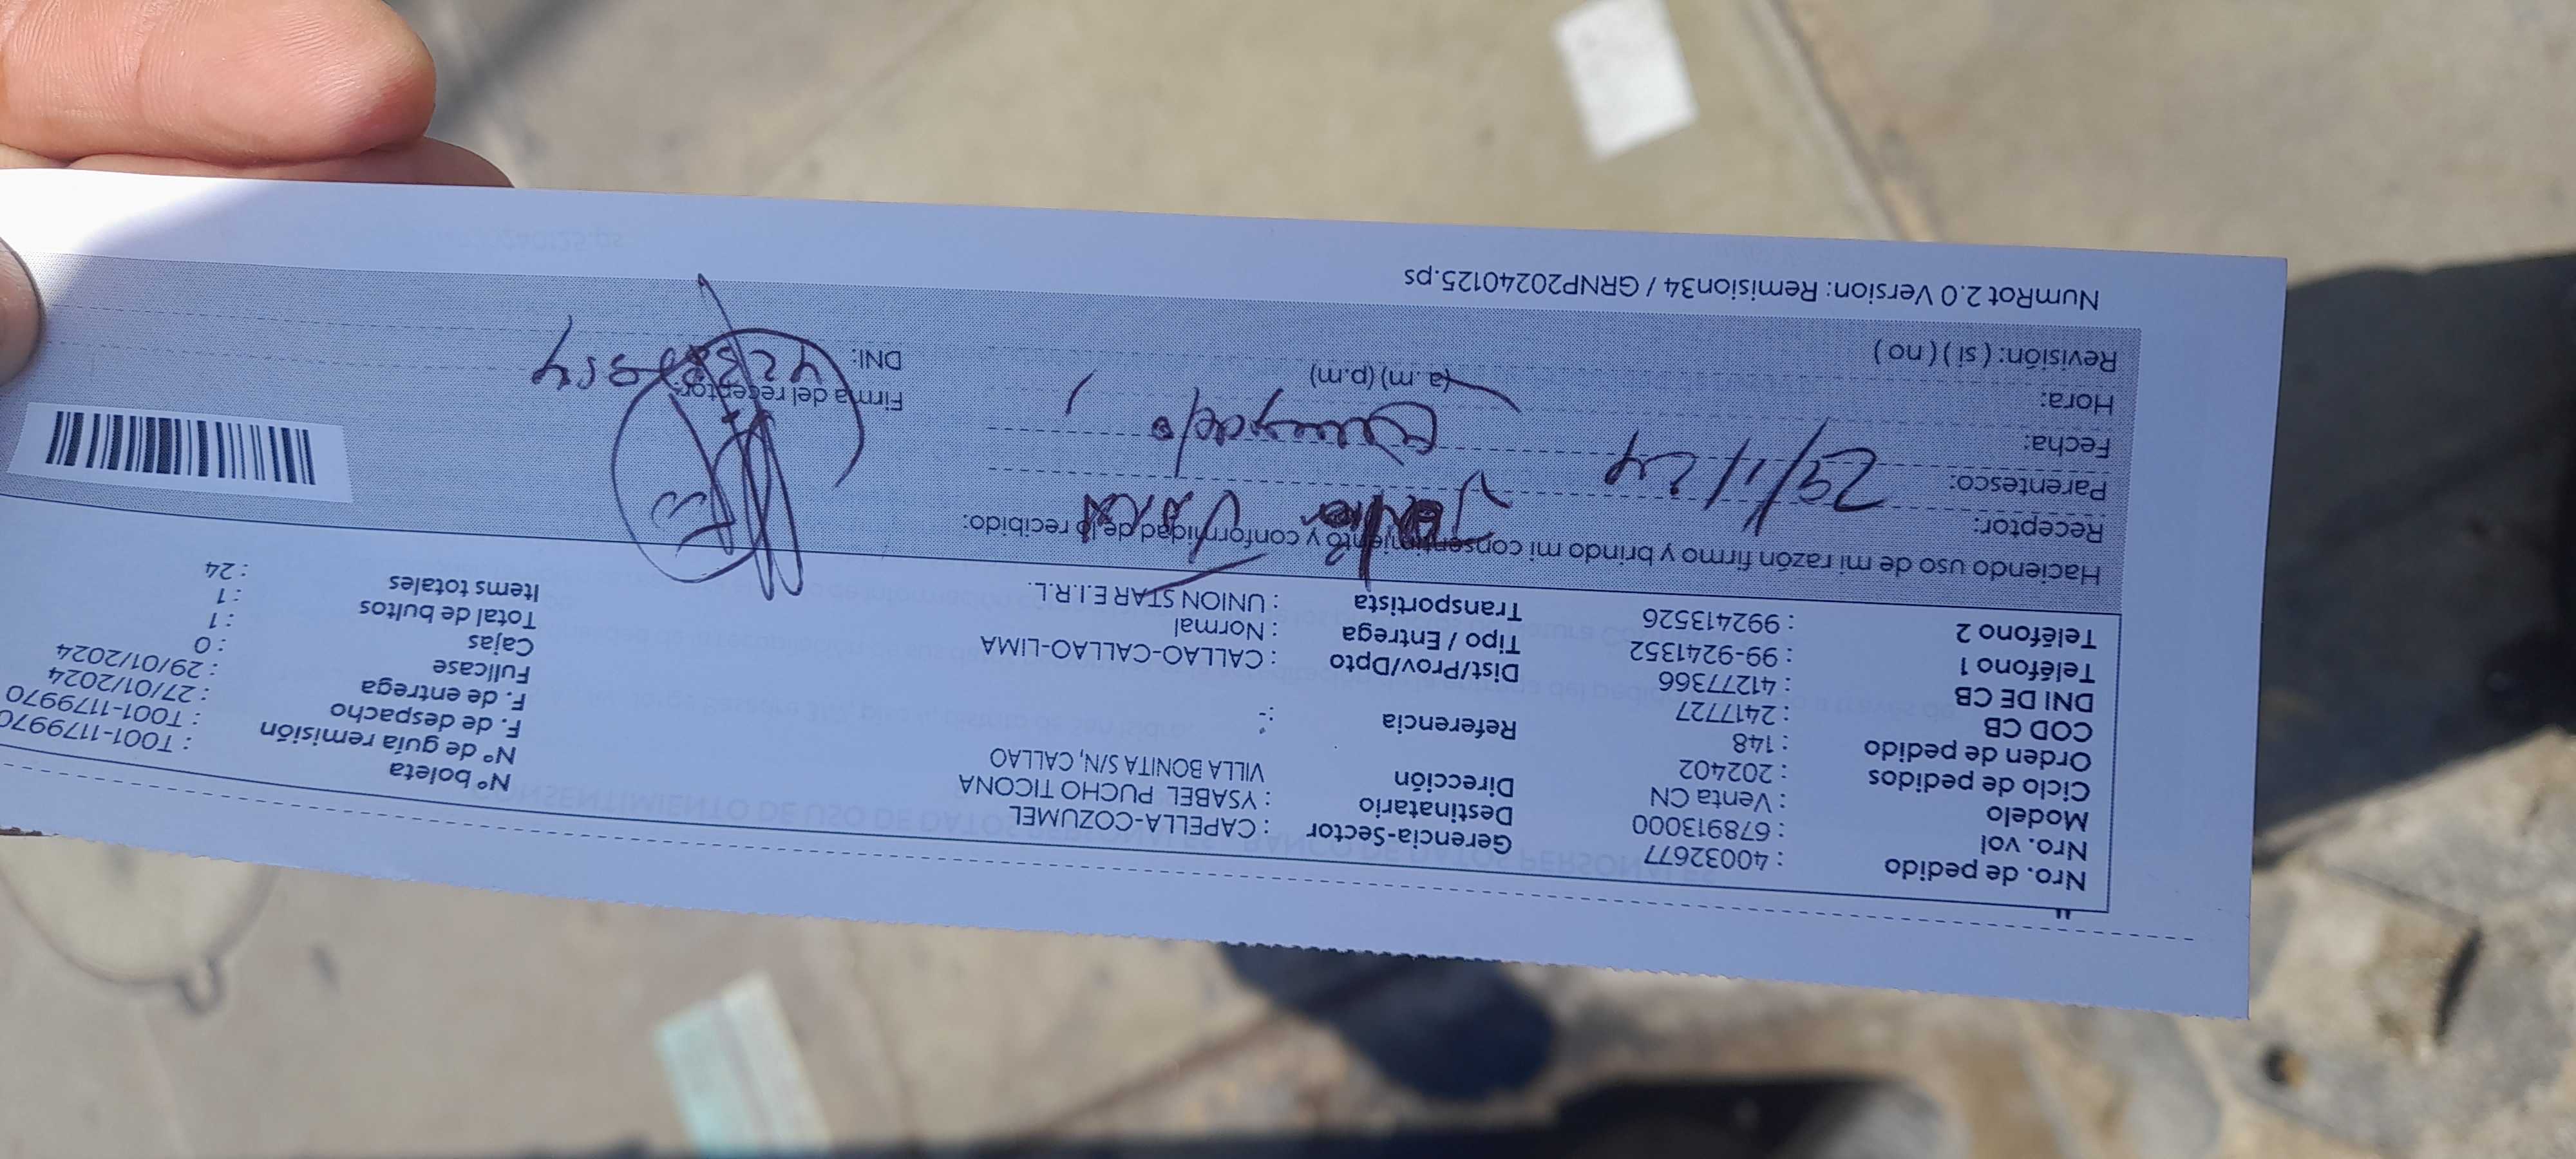 Nro. de pedido : 40032677 Gerencia-Sector : CAPELLA-COZUMEL Nº boleta : T001-1179970
Nro. vol : 678913000 Destinatario : YSABEL PUCHO TICONA Nº de guía remisión : T001-1179970
Modelo : Venta CN Dirección VILLA BONITA S/N, CALLAO F. de despacho : 27/01/2024
Ciclo de pedidos : 202402 F. de entrega : 29/01/2024
Orden de pedido : 148 Referencia :- Fullcase : 0
COD CB : 2417727 Cajas : 1
DNI DE CB : 41277366 Dist/Prov/Dpto : CALLAO-CALLAO-LIMA Total de bultos : 1
Teléfono 1 : 99-9241352 Tipo / Entrega : Normal Items totales : 24
Teléfono 2 : 992413526 Transportista : UNION STAR E.I.R.L.
Haciendo uso de mi razón firmo y brindo mi consentimiento y conformidad de lo recibido:
Receptor:
Parentesco:
Fecha: 29/1/24
Hora: (a.m) (p.m) Firma del receptor:
Revisión: ( si ) ( no ) DNI:
NumRot 2.0 Version: Remision34 / GRNP20240125.ps